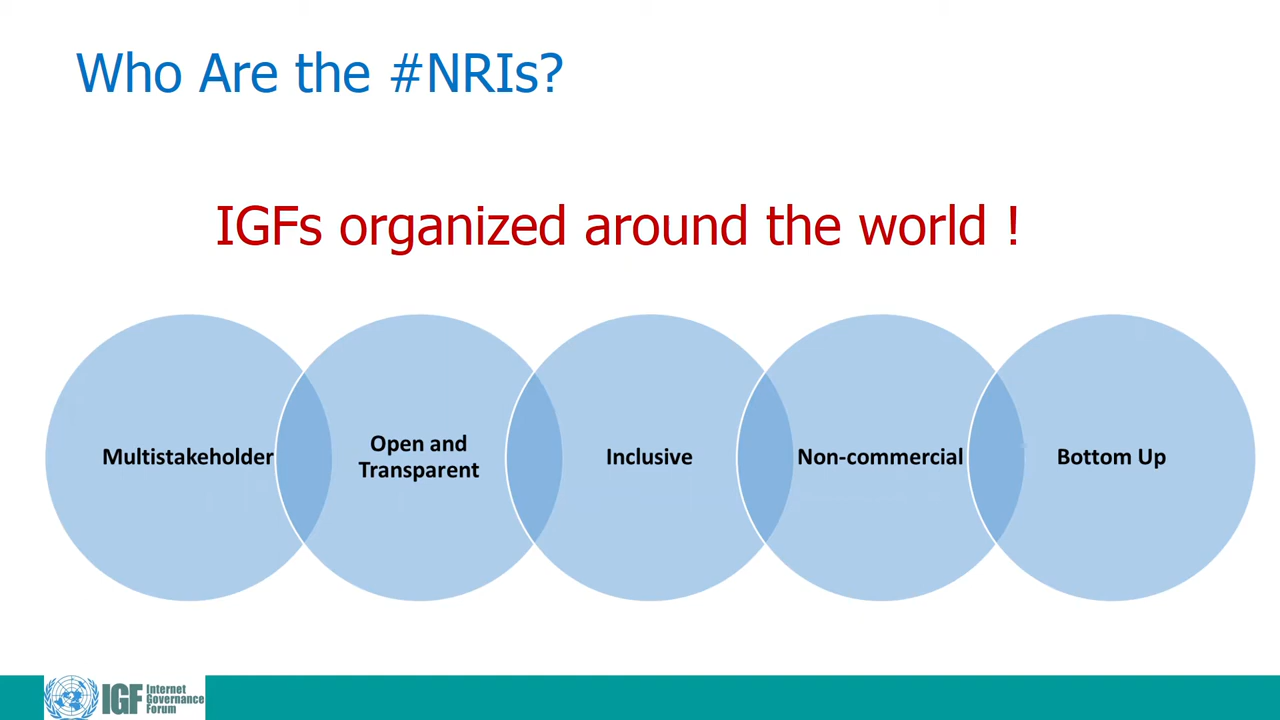 Who Are the #NRIs?
IGFs organized around the world !
Multistakeholder
Open and
Transparent
Inclusive
Non-commercial
Bottom Up
IGF
Internet
Governance
Forum